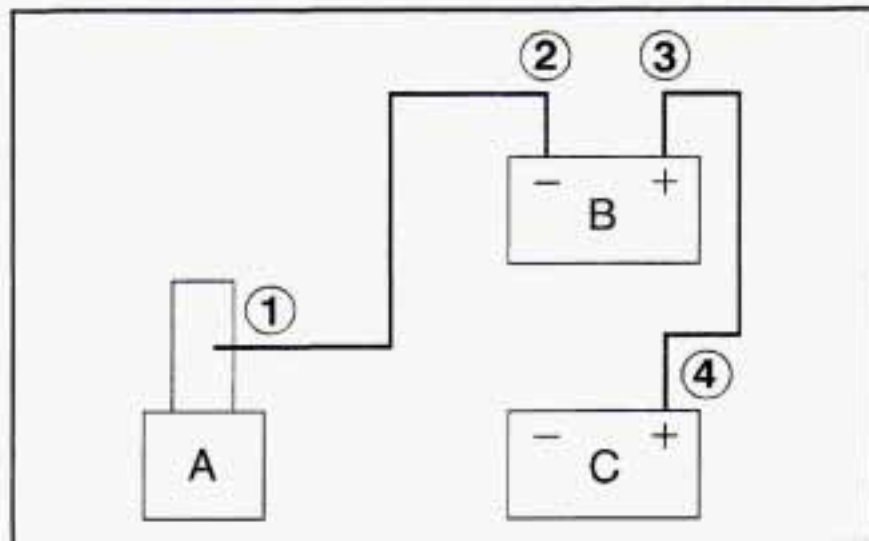 ② ③
− +
B
①
④
− +
A C